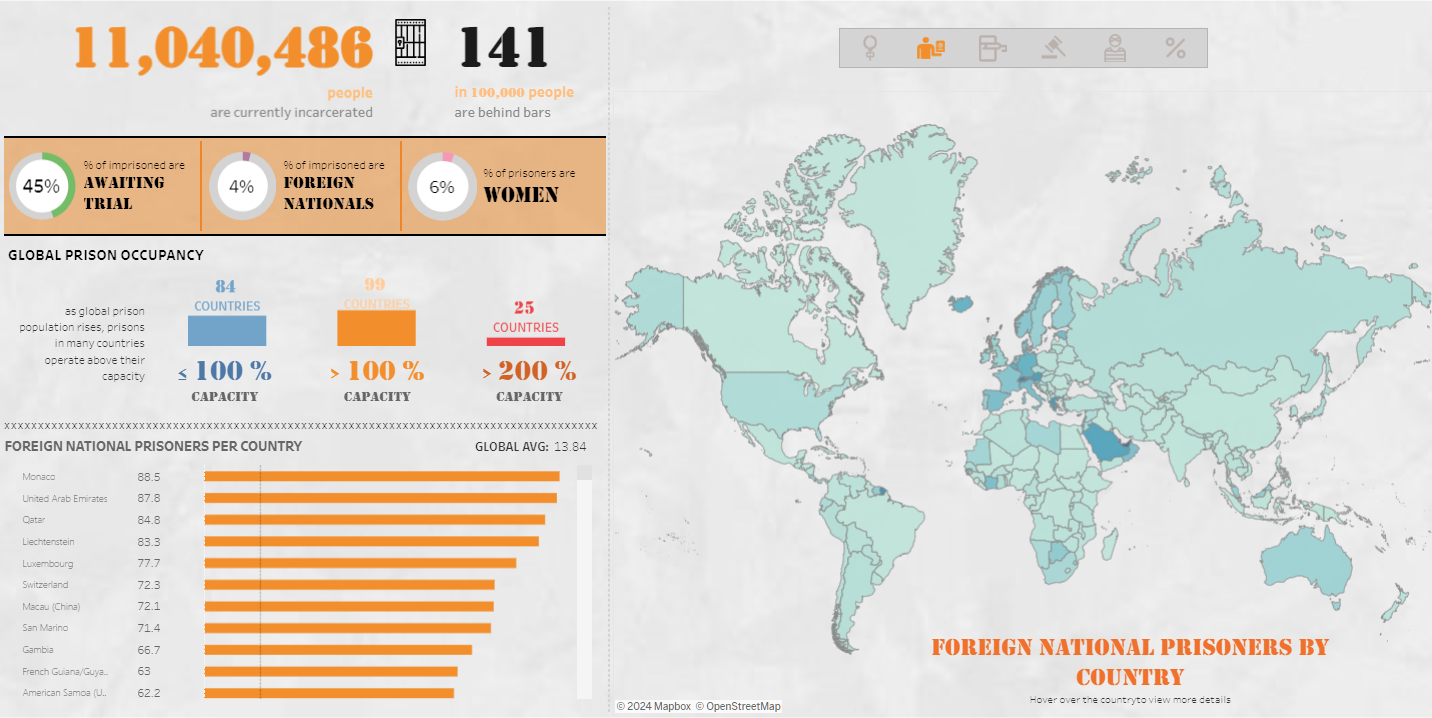 11,040,486
people
are currently incarcerated
141
in 100,000 people
are behind bars
45%
% of imprisoned are
AWAITING
TRIAL
4%
% of imprisoned are
FOREIGN
NATIONALS
6%
% of prisoners are
WOMEN
GLOBAL PRISON OCCUPANCY
as global prison
population rises, prisons
in many countries
operate above their
capacity
84
COUNTRIES
≤ 100 %
CAPACITY
99
COUNTRIES
> 100 %
CAPACITY
25
COUNTRIES
> 200 %
CAPACITY
FOREIGN NATIONAL PRISONERS PER COUNTRY
GLOBAL AVG: 13.84
Monaco 88.5
United Arab Emirates 87.8
Qatar 84.8
Liechtenstein 83.3
Luxembourg 77.7
Switzerland 72.3
Macau (China) 72.1
San Marino 71.4
Gambia 66.7
French Guiana/Guya.. 63
American Samoa (U.. 62.2
%
FOREIGN NATIONAL PRISONERS BY
COUNTRY
Hover over the countryto view more details
© 2024 Mapbox © OpenStreetMap